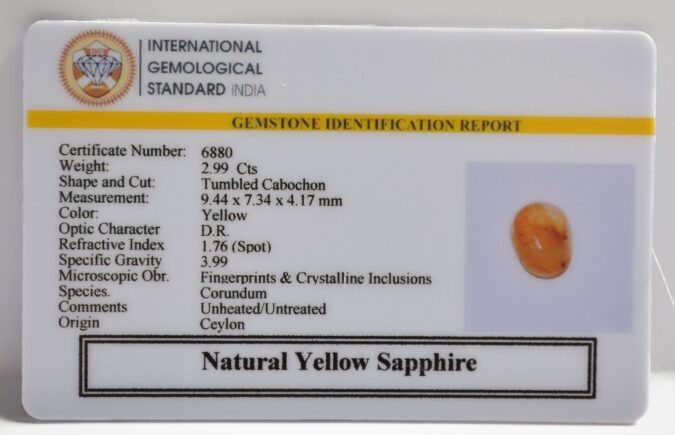 INTERNATIONAL
GEMOLOGICAL
STANDARD INDIA
GEMSTONE IDENTIFICATION REPORT
Certificate Number: 6880
Weight: 2.99 Cts
Shape and Cut: Tumbled Cabochon
Measurement: 9.44 x 7.34 x 4.17 mm
Color: Yellow
Optic Character D.R.
Refractive Index 1.76 (Spot)
Specific Gravity 3.99
Microscopic Obr. Fingerprints & Crystalline Inclusions
Species. Corundum
Comments Unheated/Untreated
Origin Ceylon
Natural Yellow Sapphire